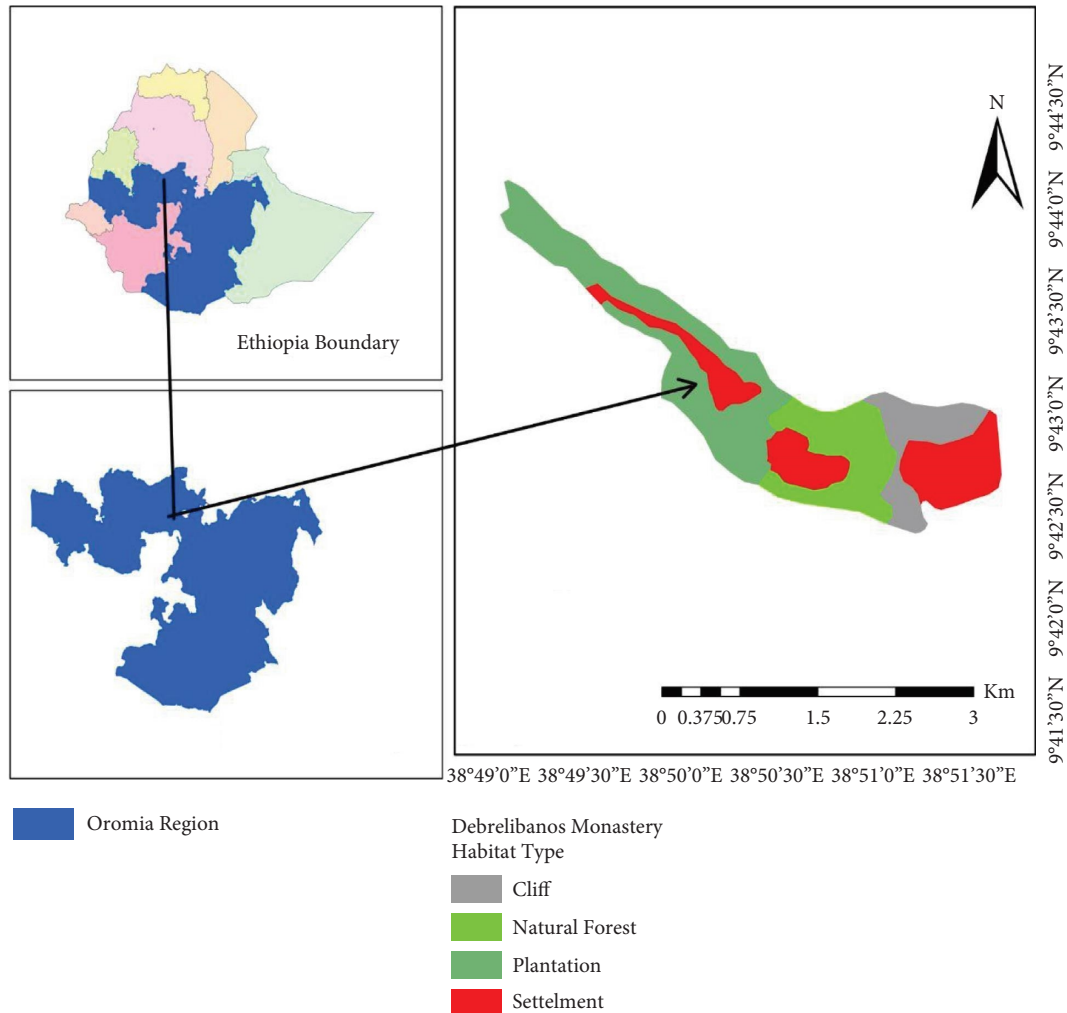 Ethiopia Boundary
N
9°44'30"N
9°44'0"N
9°43'30"N
9°43'0"N
9°42'30"N
9°42'0"N
9°41'30"N
Km
0 0.375 0.75 1.5 2.25 3
38°49'0"E 38°49'30"E 38°50'0"E 38°50'30"E 38°51'0"E 38°51'30"E
Oromia Region
Debrelibanos Monastery
Habitat Type
Cliff
Natural Forest
Plantation
Settelment